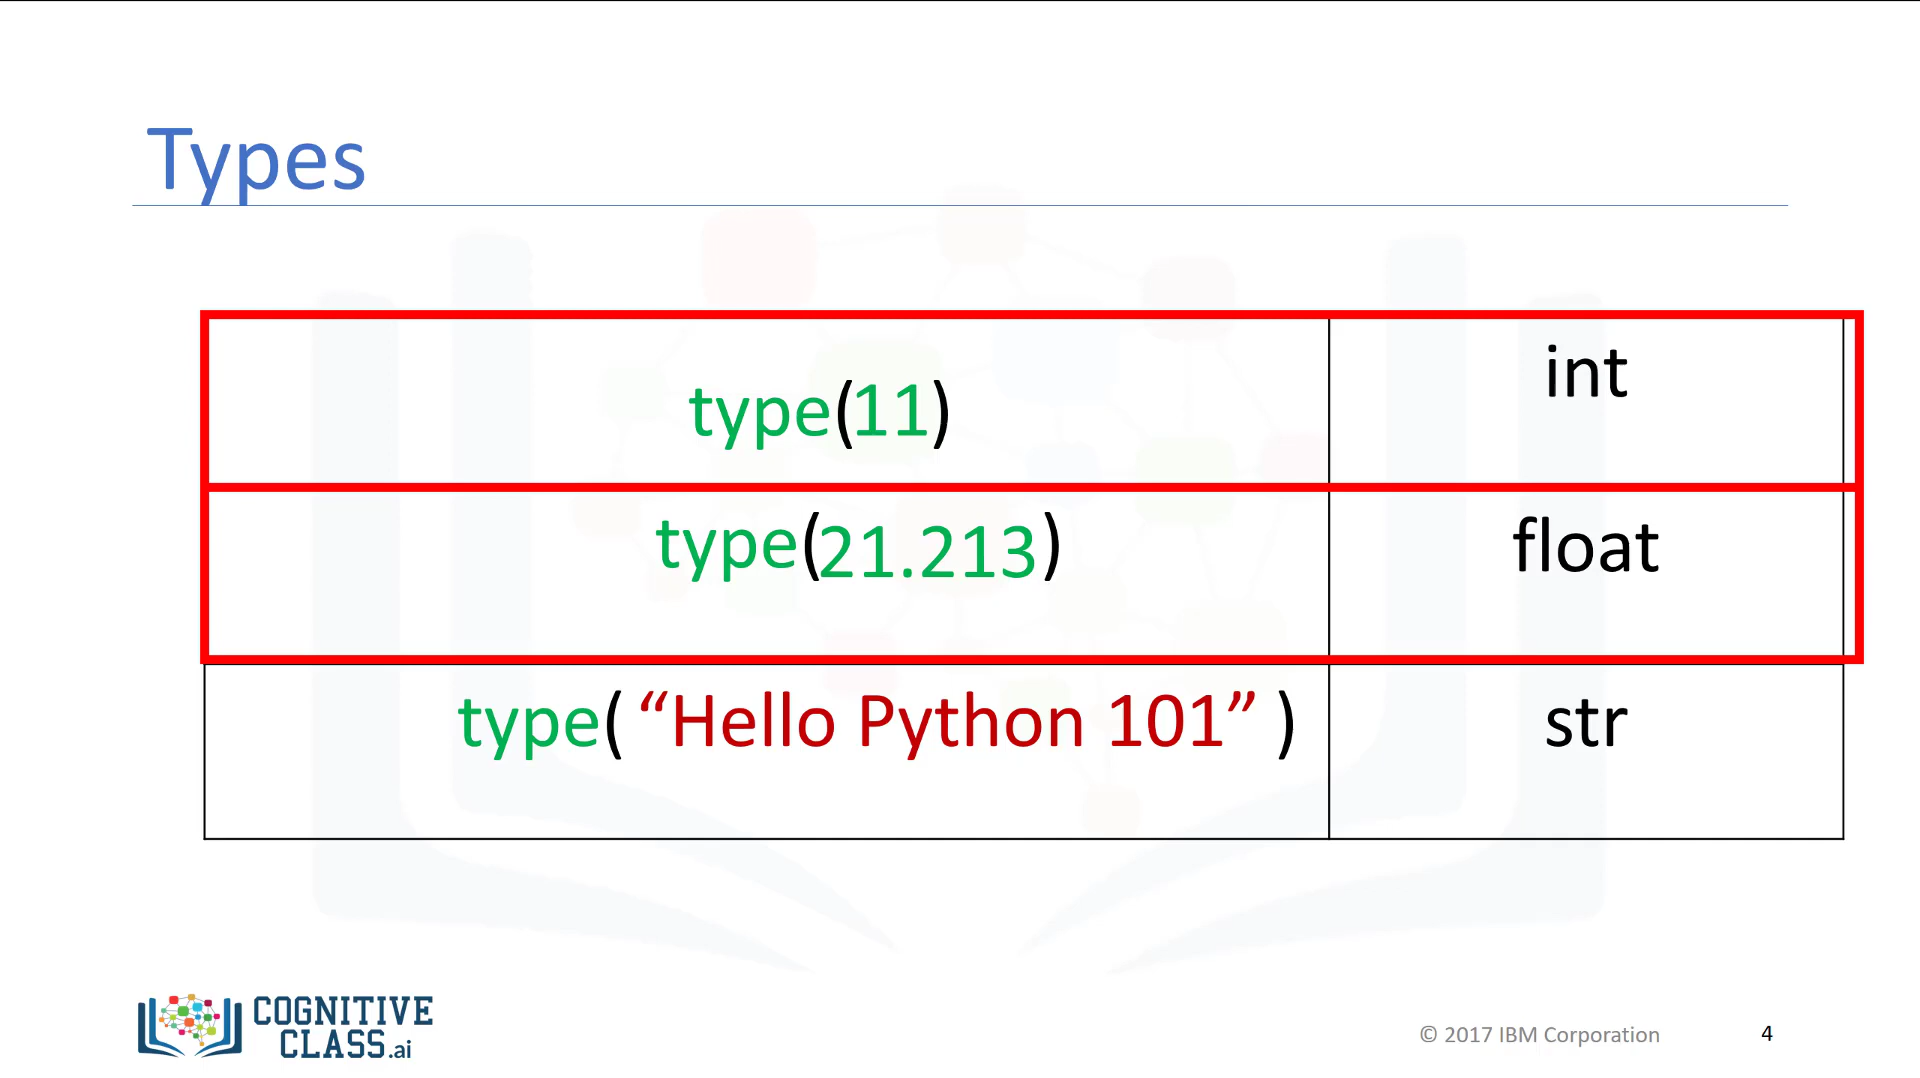 Types
type(11)
int
type(21.213)
float
type( “Hello Python 101” )
str
COGNITIVE
CLASS.ai
© 2017 IBM Corporation
4